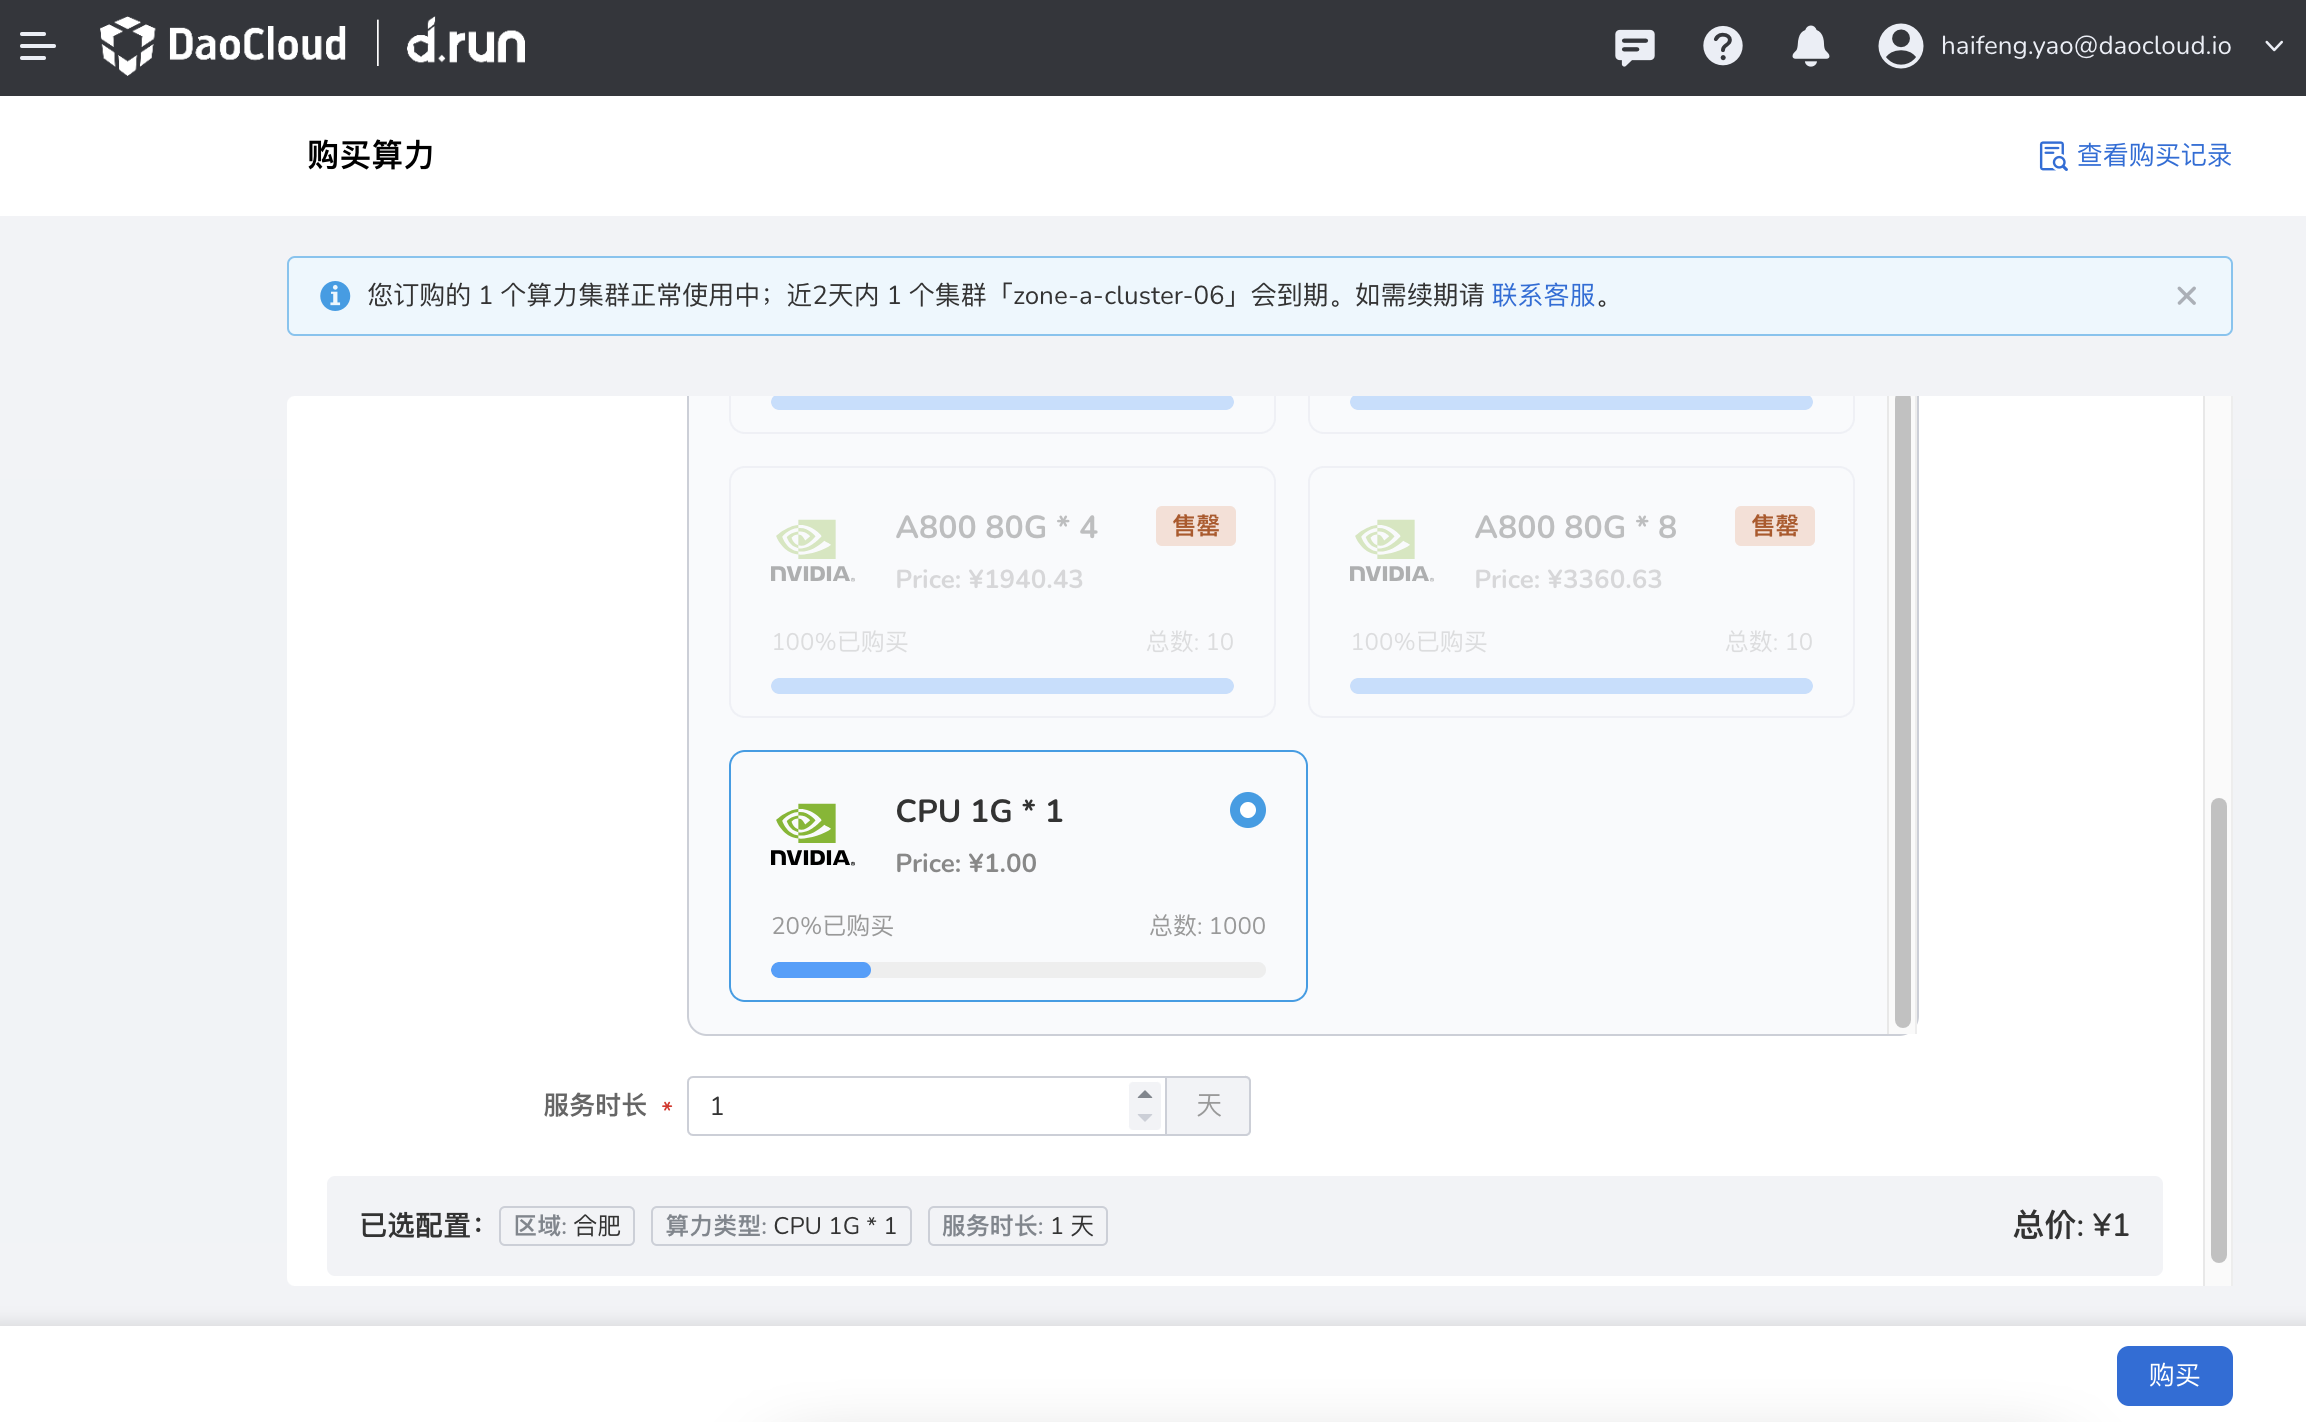 DaoCloud | d.run
haifeng.yao@daocloud.io
购买算力
查看购买记录
您订购的 1 个算力集群正常使用中；近2天内 1 个集群「zone-a-cluster-06」会到期。如需续期请 联系客服。
A800 80G * 4
售罄
NVIDIA.
Price: ¥1940.43
100%已购买
总数: 10
A800 80G * 8
售罄
NVIDIA.
Price: ¥3360.63
100%已购买
总数: 10
CPU 1G * 1
NVIDIA.
Price: ¥1.00
20%已购买
总数: 1000
服务时长 * 1 天
已选配置： 区域: 合肥 算力类型: CPU 1G * 1 服务时长: 1 天 总价: ¥1
购买